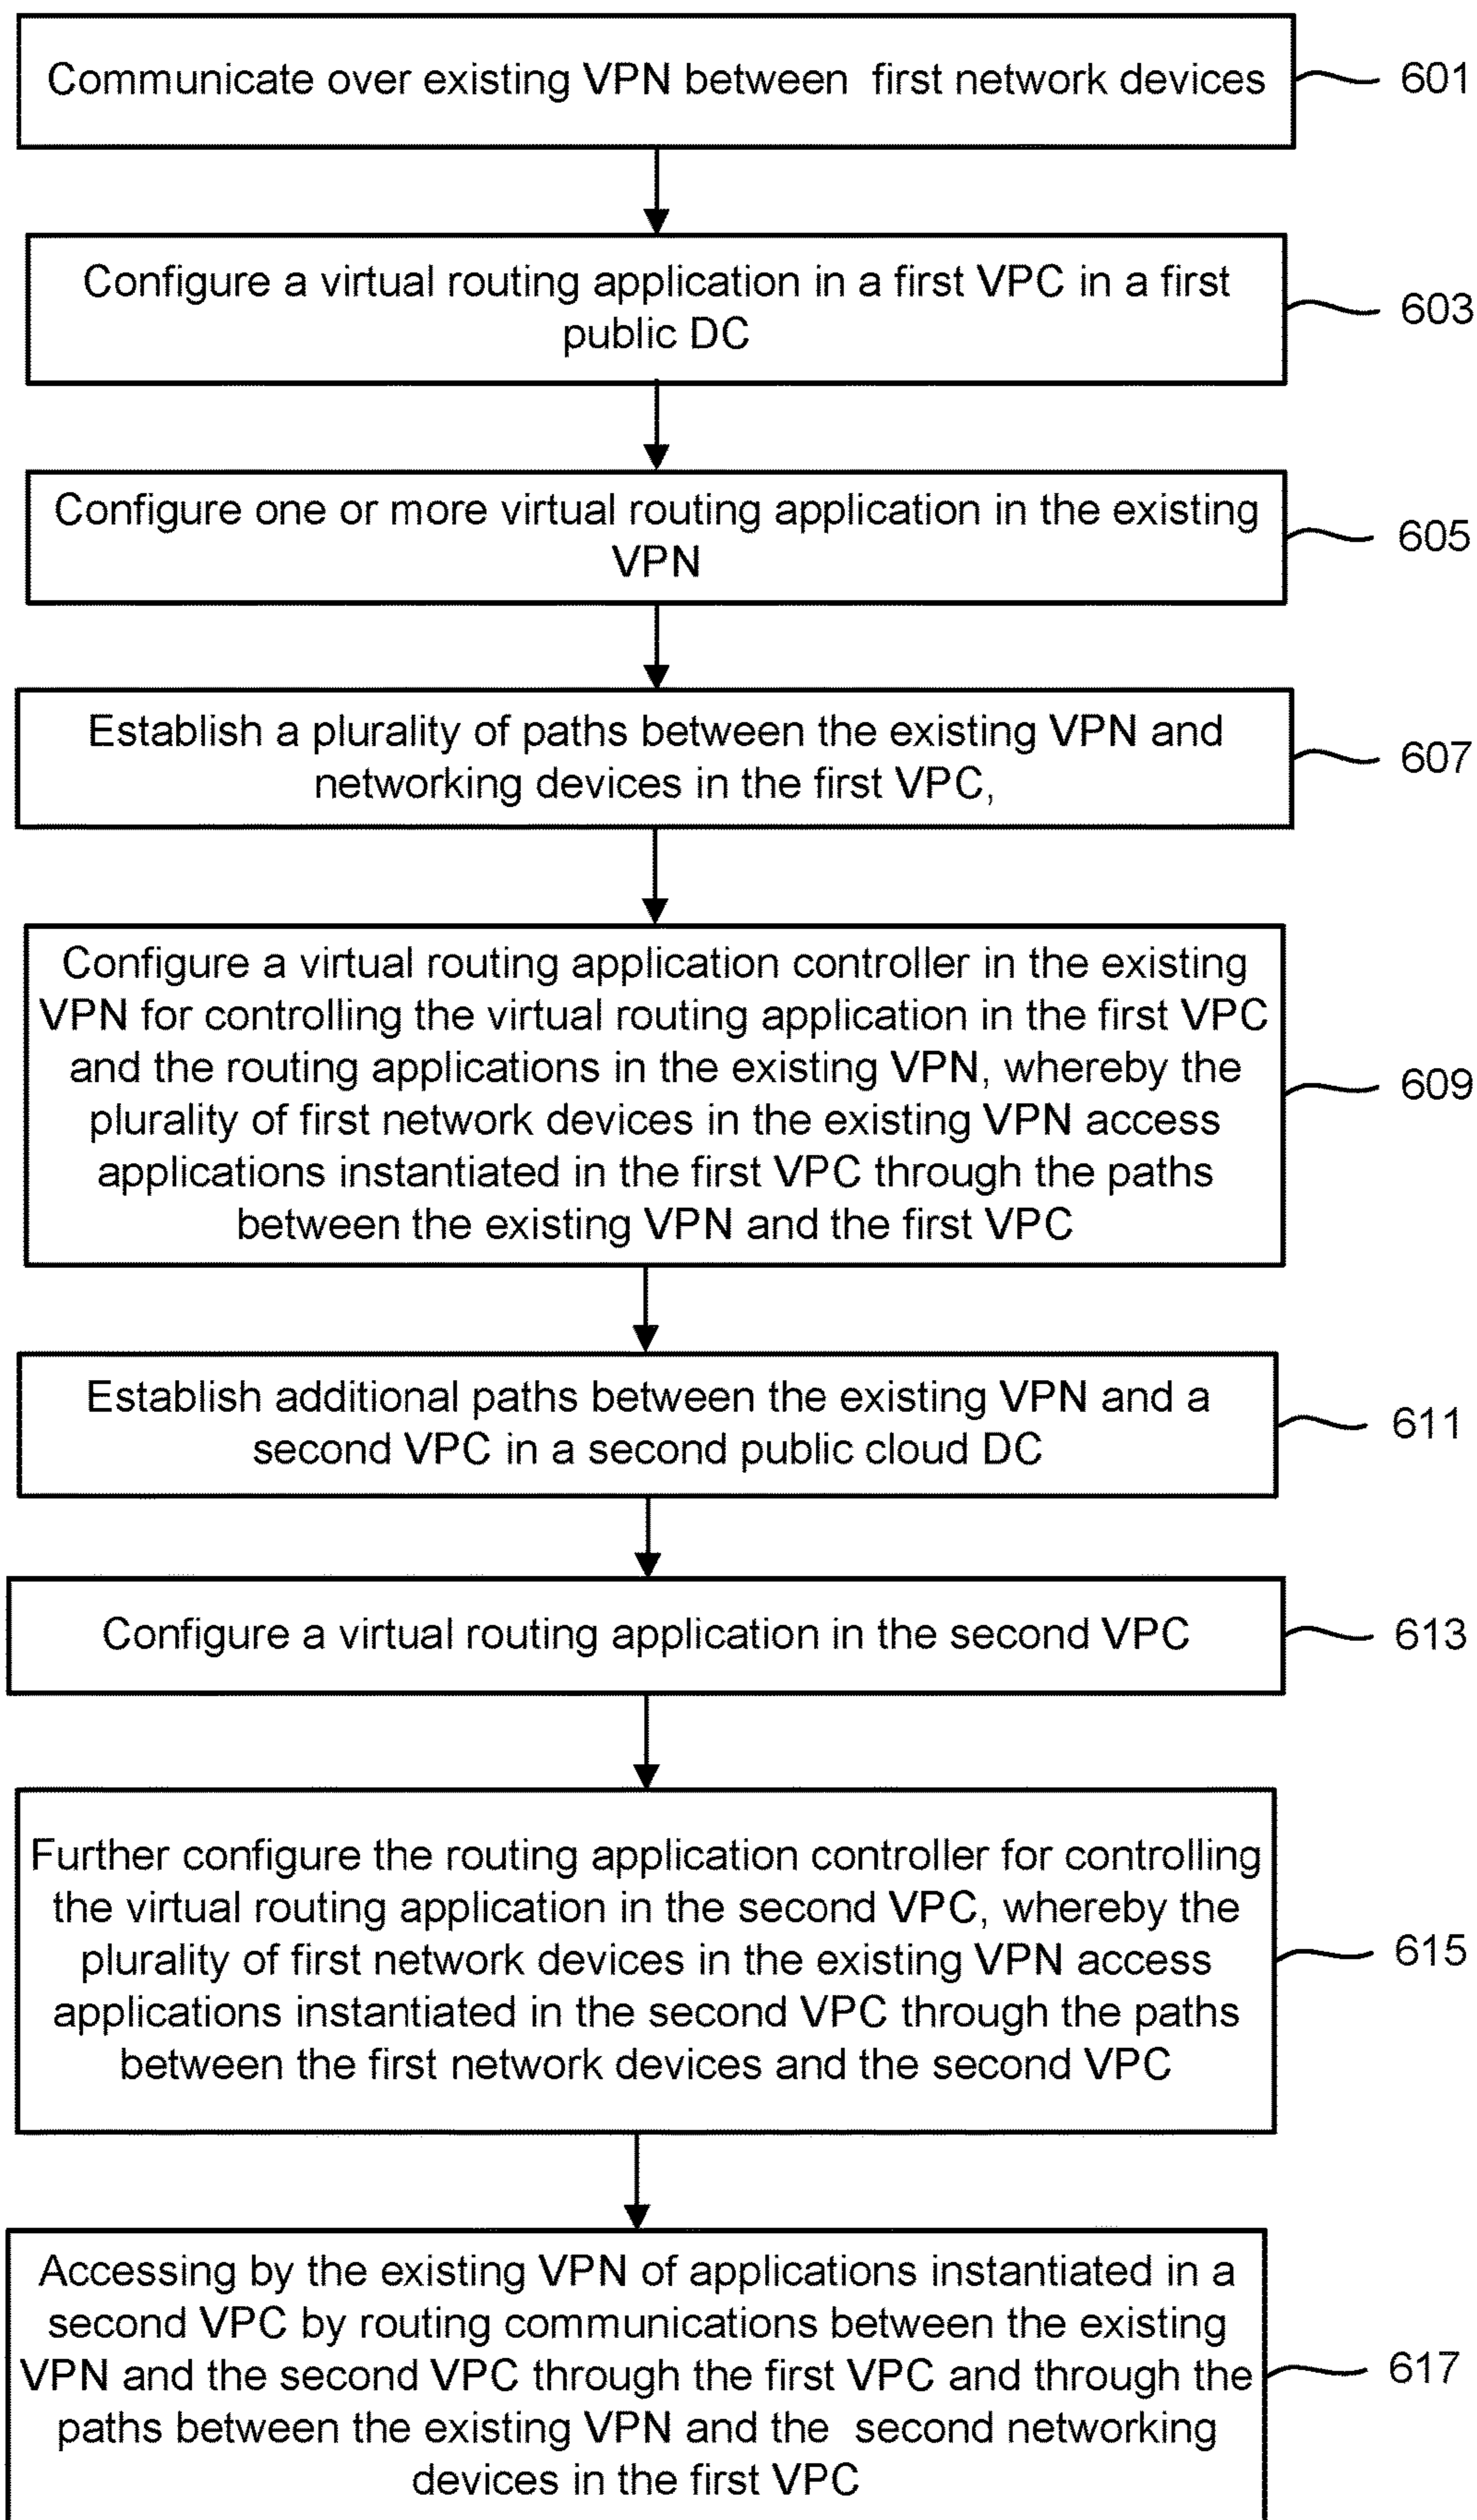 Communicate over existing VPN between first network devices
601
Configure a virtual routing application in a first VPC in a first
public DC
603
Configure one or more virtual routing application in the existing
VPN
605
Establish a plurality of paths between the existing VPN and
networking devices in the first VPC,
607
Configure a virtual routing application controller in the existing
VPN for controlling the virtual routing application in the first VPC
and the routing applications in the existing VPN, whereby the
plurality of first network devices in the existing VPN access
applications instantiated in the first VPC through the paths
between the existing VPN and the first VPC
609
Establish additional paths between the existing VPN and a
second VPC in a second public cloud DC
611
Configure a virtual routing application in the second VPC
613
Further configure the routing application controller for controlling
the virtual routing application in the second VPC, whereby the
plurality of first network devices in the existing VPN access
applications instantiated in the second VPC through the paths
between the first network devices and the second VPC
615
Accessing by the existing VPN of applications instantiated in a
second VPC by routing communications between the existing
VPN and the second VPC through the first VPC and through the
paths between the existing VPN and the second networking
devices in the first VPC
617